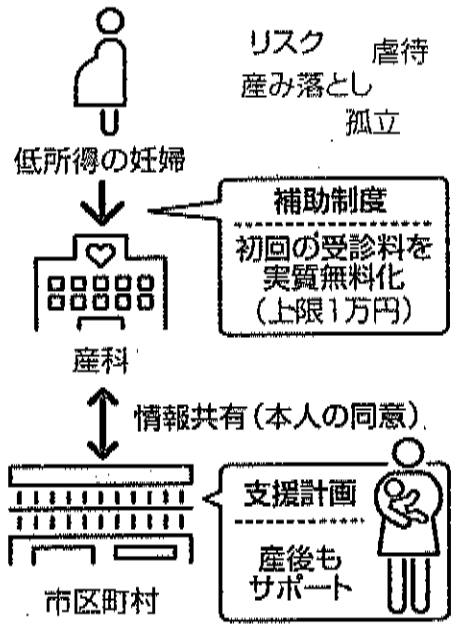 リスク
虐待
産み落とし
孤立
低所得の妊婦
補助制度
初回の受診料を
実質無料化
(上限1万円)
産科
情報共有(本人の同意)
支援計画
産後も
サポート
市区町村